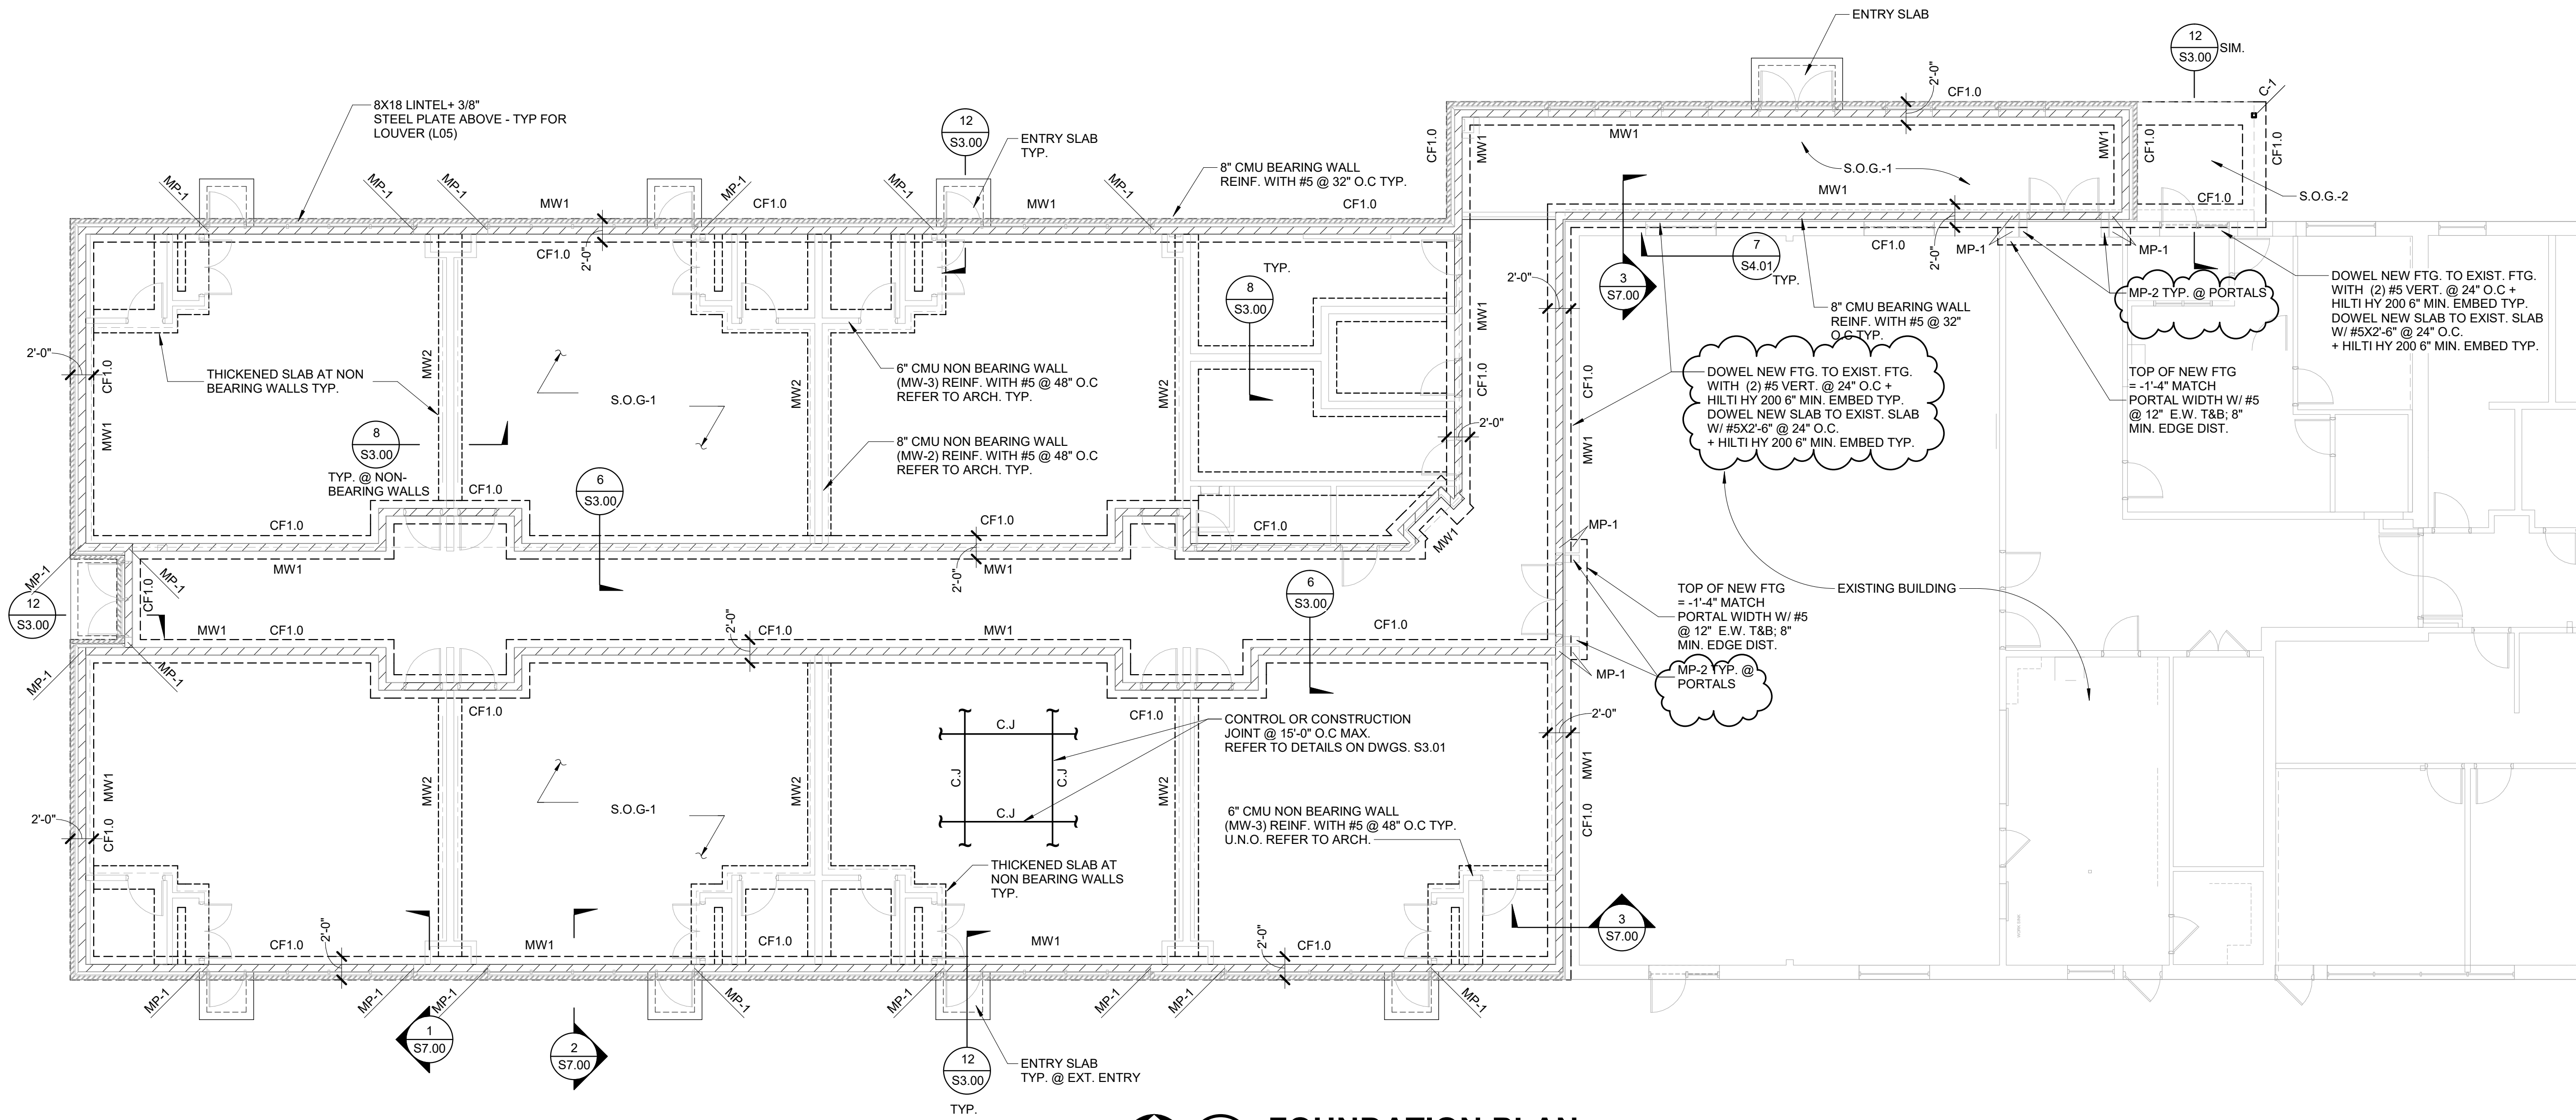 ENTRY SLAB
12
S3.00
SIM.
C-1
8X18 LINTEL+ 3/8"
STEEL PLATE ABOVE - TYP FOR
LOUVER (L05)
12
S3.00
ENTRY SLAB
TYP.
8" CMU BEARING WALL
REINF. WITH #5 @ 32" O.C TYP.
CF1.0
2'-0"
CF1.0
MW1
MW1
MW1
CF1.0
CF1.0
S.O.G.-1
S.O.G.-2
MP-1
MP-1
MP-1
MP-1
MP-1
MP-1
MW1
CF1.0
MW1
CF1.0
MW1
CF1.0
CF1.0
2'-0"
CF1.0
2'-0"
MP-1
MP-1
7
S4.01
TYP.
3
S7.00
TYP.
8
S3.00
2'-0"
MP-2 TYP. @ PORTALS
DOWEL NEW FTG. TO EXIST. FTG.
WITH (2) #5 VERT. @ 24" O.C +
HILTI HY 200 6" MIN. EMBED TYP.
DOWEL NEW SLAB TO EXIST. SLAB
W/ #5X2'-6" @ 24" O.C.
+ HILTI HY 200 6" MIN. EMBED TYP.
8" CMU BEARING WALL
REINF. WITH #5 @ 32"
O.C TYP.
MW1
2'-0"
CF1.0
MW1
THICKENED SLAB AT NON
BEARING WALLS TYP.
MW2
S.O.G-1
MW2
6" CMU NON BEARING WALL
(MW-3) REINF. WITH #5 @ 48" O.C
REFER TO ARCH. TYP.
MW2
CF1.0
CF1.0
DOWEL NEW FTG. TO EXIST. FTG.
WITH (2) #5 VERT. @ 24" O.C +
HILTI HY 200 6" MIN. EMBED TYP.
DOWEL NEW SLAB TO EXIST. SLAB
W/ #5X2'-6" @ 24" O.C.
+ HILTI HY 200 6" MIN. EMBED TYP.
TOP OF NEW FTG
= -1'-4" MATCH
PORTAL WIDTH W/ #5
@ 12" E.W. T&B; 8"
MIN. EDGE DIST.
8
S3.00
TYP. @ NON-
BEARING WALLS
8" CMU NON BEARING WALL
(MW-2) REINF. WITH #5 @ 48" O.C
REFER TO ARCH. TYP.
2'-0"
MW1
6
S3.00
CF1.0
CF1.0
CF1.0
CF1.0
MW1
MP-1
MP-1
MP-1
CF1.0
MW1
2'-0"
MW1
12
S3.00
6
S3.00
TOP OF NEW FTG
= -1'-4" MATCH
PORTAL WIDTH W/ #5
@ 12" E.W. T&B; 8"
MIN. EDGE DIST.
EXISTING BUILDING
MW1
CF1.0
2'-0"
CF1.0
MW1
CF1.0
MP-1
MP-1
MP-1
MP-2 TYP. @
PORTALS
CF1.0
CF1.0
C.J
C.J
C.J
C.J
CONTROL OR CONSTRUCTION
JOINT @ 15'-0" O.C MAX.
REFER TO DETAILS ON DWGS. S3.01
2'-0"
MW1
CF1.0
MW1
CF1.0
2'-0"
MW2
S.O.G-1
MW2
MW2
6" CMU NON BEARING WALL
(MW-3) REINF. WITH #5 @ 48" O.C TYP.
U.N.O. REFER TO ARCH.
THICKENED SLAB AT
NON BEARING WALLS
TYP.
3
S7.00
CF1.0
2'-0"
MW1
CF1.0
MW1
2'-0"
CF1.0
MP-1
MP-1
MP-1
MP-1
MP-1
MP-1
MP-1
MP-1
1
S7.00
2
S7.00
12
S3.00
TYP.
ENTRY SLAB
TYP. @ EXT. ENTRY
FOUNDATION PLAN